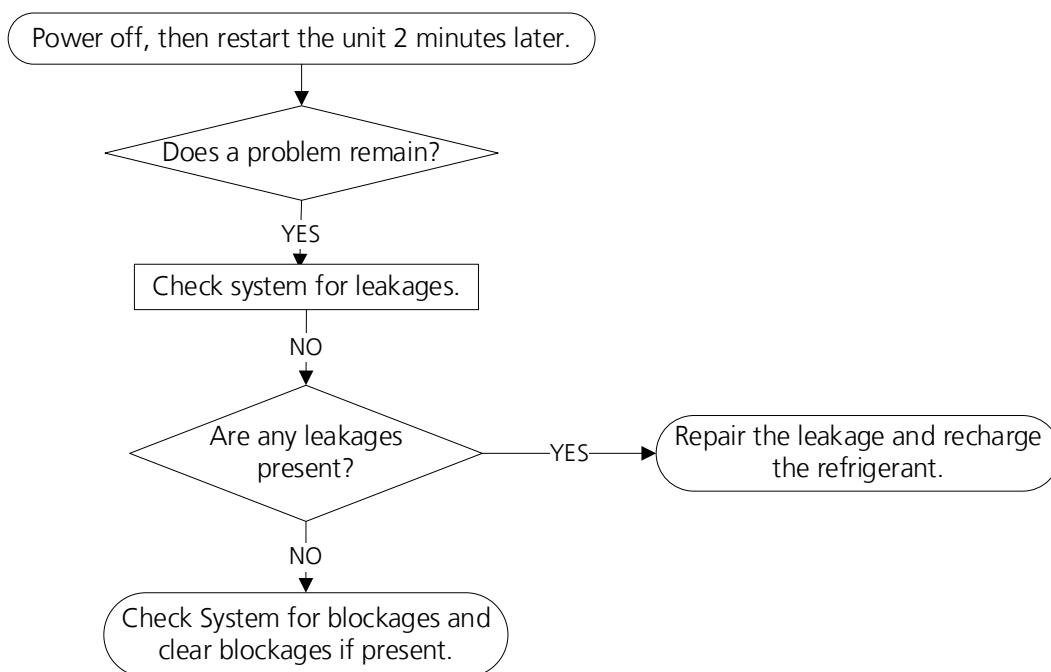 Power off, then restart the unit 2 minutes later.
Does a problem remain?
YES
Check system for leakages.
NO
Are any leakages
present?
YES
Repair the leakage and recharge
the refrigerant.
NO
Check System for blockages and
clear blockages if present.